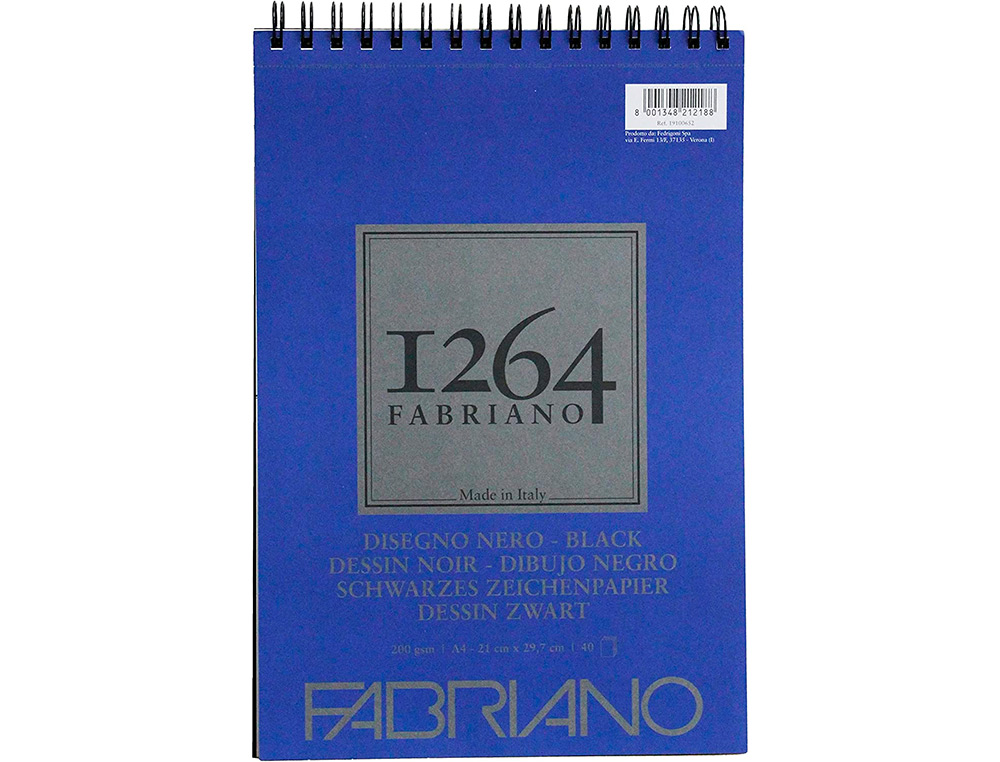 8 001348 212188
Ref. 19100652
Prodotto da: Fedrigoni Spa
via E. Fermi 13/F, 37135 - Verona (I)
1264
FABRIANO
Made in Italy
DISEGNO NERO - BLACK
DESSIN NOIR - DIBUJO NEGRO
SCHWARZES ZEICHENPAPIER
DESSIN ZWART
200 gsm | A4 - 21 cm x 29,7 cm | 40
FABRIANO